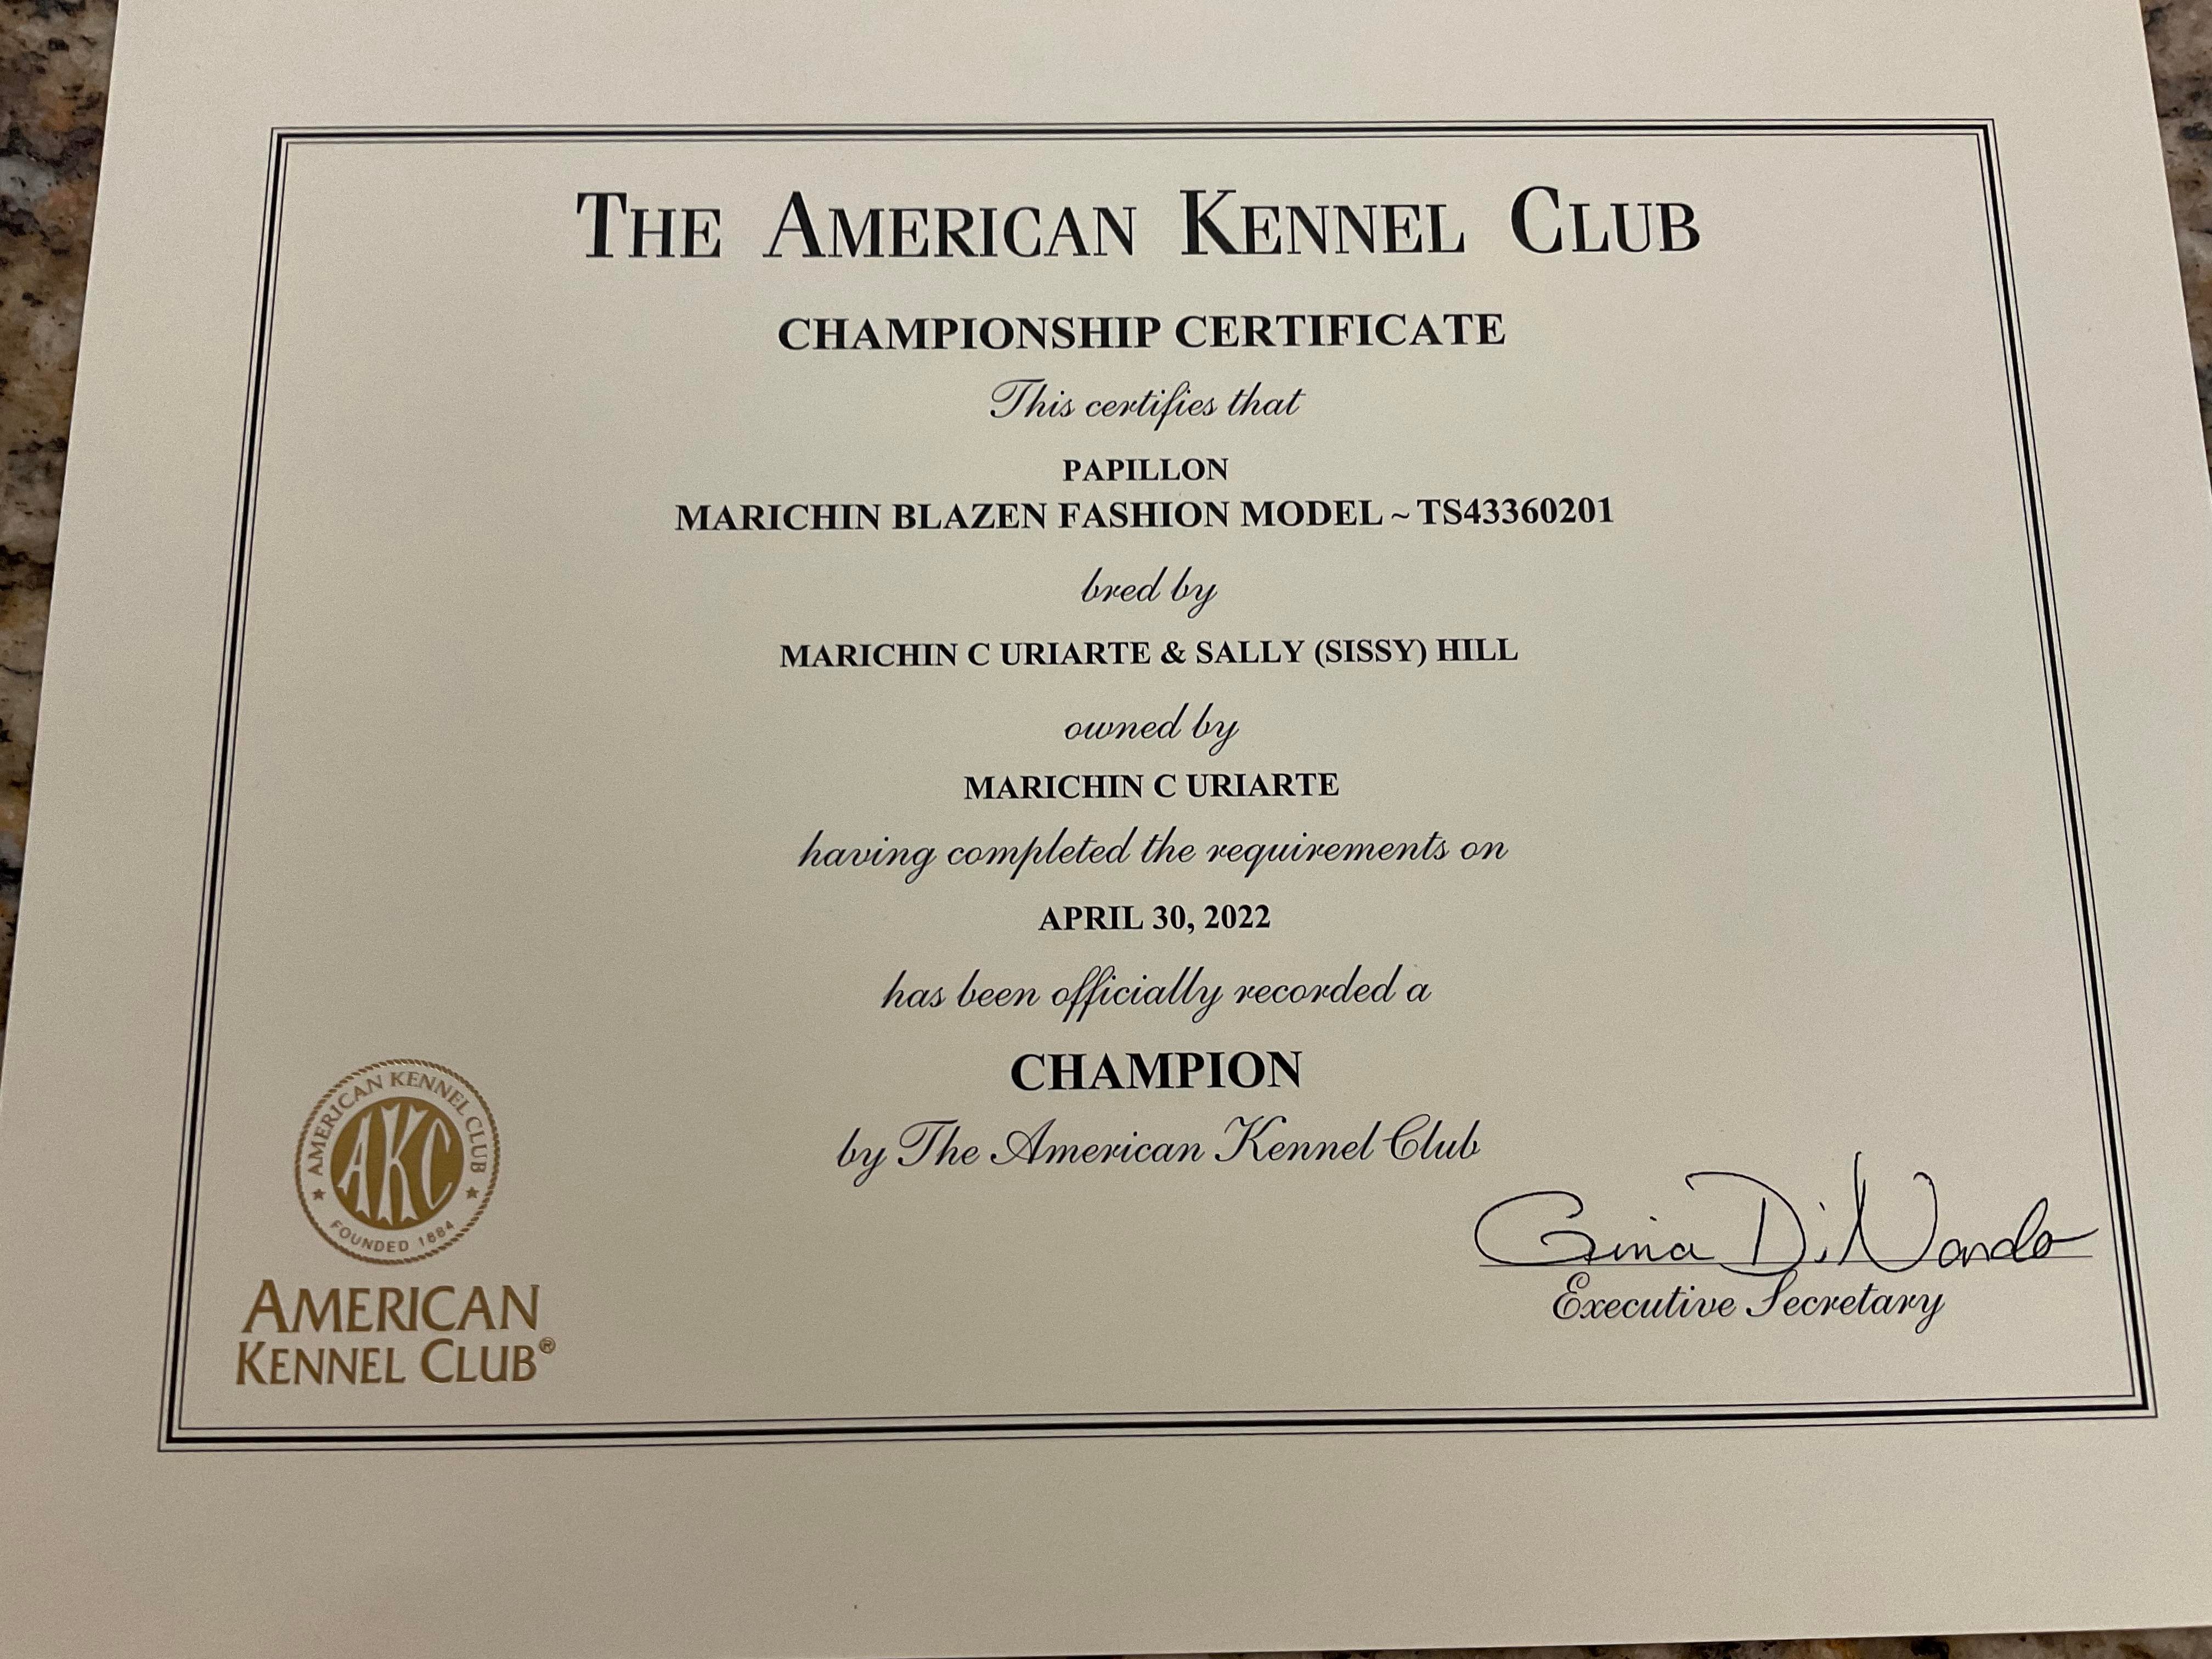 THE AMERICAN KENNEL CLUB
CHAMPIONSHIP CERTIFICATE
This certifies that
PAPILLON
MARICHIN BLAZEN FASHION MODEL ~ TS43360201
bred by
MARICHIN C URIARTE & SALLY (SISSY) HILL
owned by
MARICHIN C URIARTE
having completed the requirements on
APRIL 30, 2022
has been officially recorded a
CHAMPION
by The American Kennel Club
AMERICAN KENNEL CLUB
AKC
FOUNDED 1884
AMERICAN
KENNEL CLUB®
Gina DiNardo
Executive Secretary